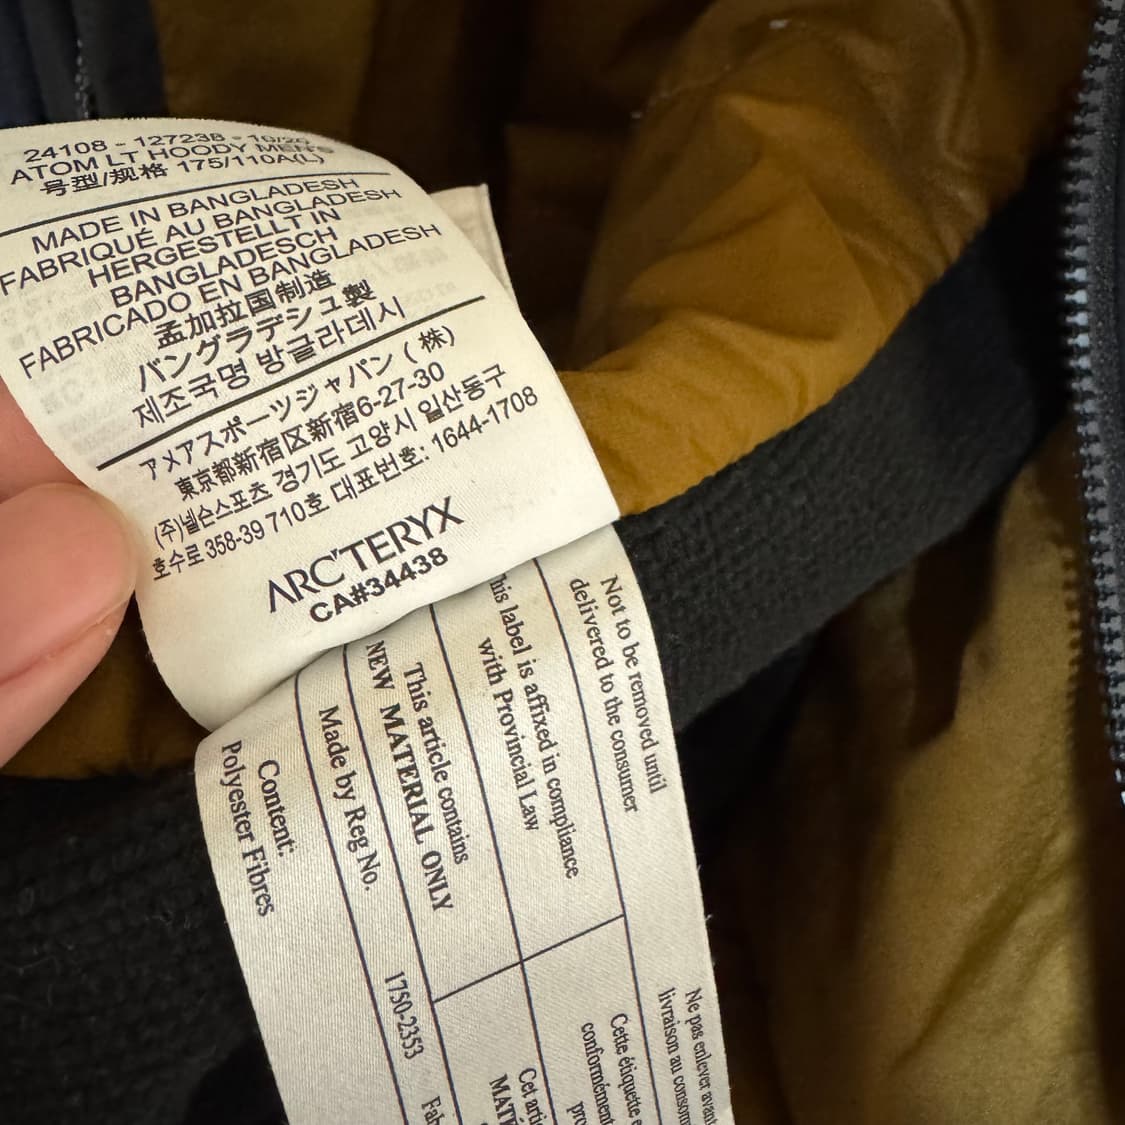 24108 - 127238 - 10/20
ATOM LT HOODY MEN'S
号型/规格 175/110A(L)
MADE IN BANGLADESH
FABRIQUÉ AU BANGLADESH
HERGESTELLT IN
BANGLADESCH
FABRICADO EN BANGLADESH
孟加拉国制造
バングラデシュ製
제조국명 방글라데시
アメアスポーツジャパン (株)
東京都新宿区新宿6-27-30
(주)넬슨스포츠 경기도 고양시 일산동구
호수로 358-39 710호 대표번호: 1644-1708
ARC'TERYX
CA#34438
Not to be removed until
delivered to the consumer
This label is affixed in compliance
with Provincial Law
This article contains
NEW MATERIAL ONLY
Made by Reg No. 1750-2353
Content:
Polyester Fibres
Ne pas enlever avant
livraison au
Cette étiquette
conformément
Cet